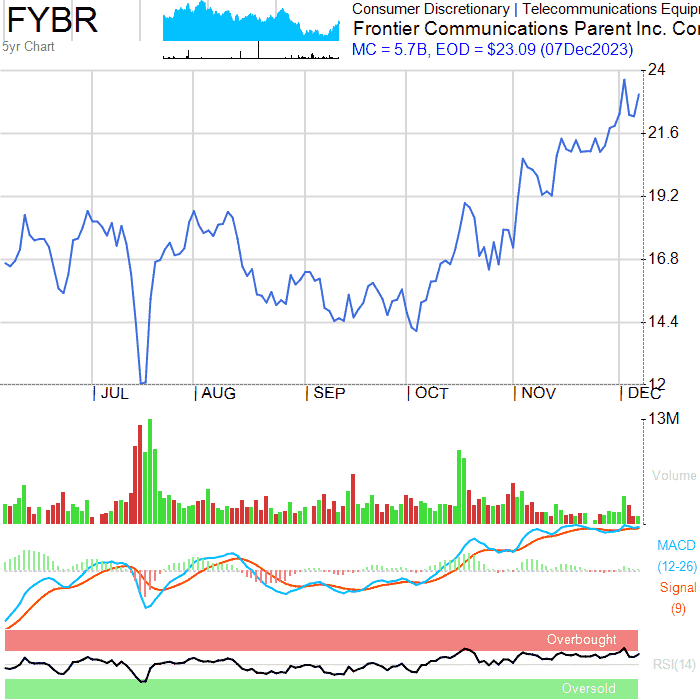 FYBR
5yr Chart
Consumer Discretionary | Telecommunications Equip
Frontier Communications Parent Inc. Cor
MC = 5.7B, EOD = $23.09 (07Dec2023)
24
21.6
19.2
16.8
14.4
12
JUL AUG SEP OCT NOV DEC
13M
Volume
MACD
(12-26)
Signal
(9)
Overbought
RSI(14)
Oversold